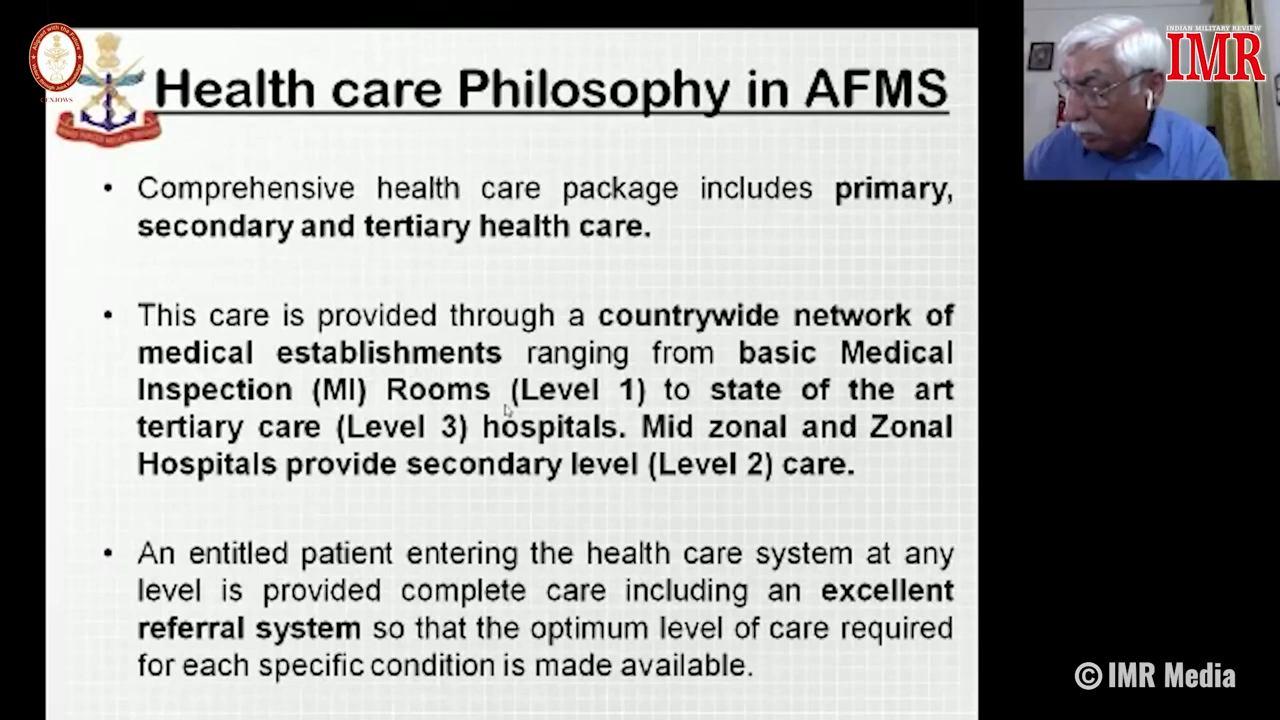 Health care Philosophy in AFMS
• Comprehensive health care package includes primary,
secondary and tertiary health care.
• This care is provided through a countrywide network of
medical establishments ranging from basic Medical
Inspection (MI) Rooms (Level 1) to state of the art
tertiary care (Level 3) hospitals. Mid zonal and Zonal
Hospitals provide secondary level (Level 2) care.
• An entitled patient entering the health care system at any
level is provided complete care including an excellent
referral system so that the optimum level of care required
for each specific condition is made available.
CENJOWS
INDIAN MILITARY REVIEW
IMR
© IMR Media